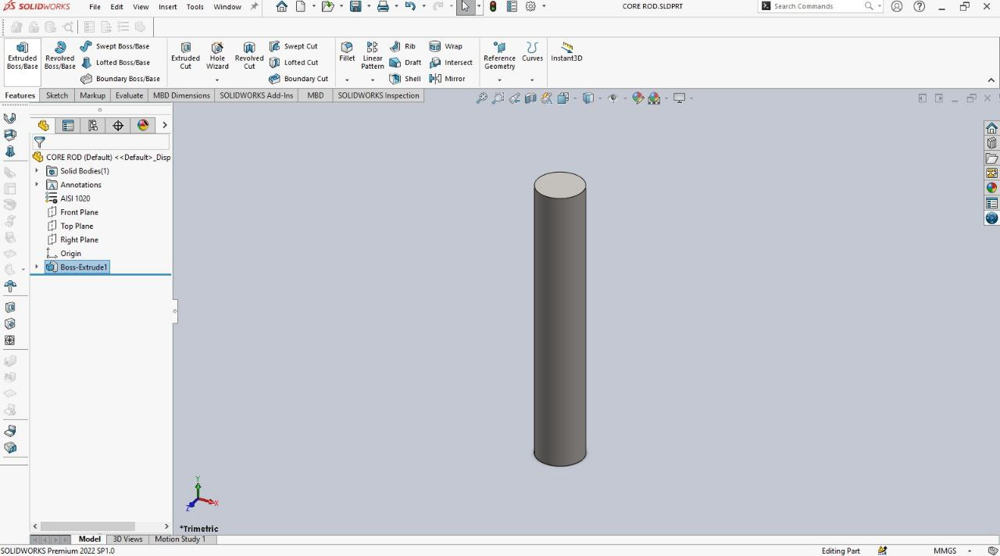 SOLIDWORKS File Edit View Insert Tools Window CORE ROD.SLDPRT Search Commands
Extruded Boss/Base
Revolved Boss/Base
Swept Boss/Base
Lofted Boss/Base
Boundary Boss/Base
Extruded Cut
Hole Wizard
Revolved Cut
Swept Cut
Lofted Cut
Boundary Cut
Fillet
Linear Pattern
Rib
Draft
Shell
Wrap
Intersect
Mirror
Reference Geometry
Curves
Instant3D
Features Sketch Markup Evaluate MBD Dimensions SOLIDWORKS Add-Ins MBD SOLIDWORKS Inspection
CORE ROD (Default) <<Default>_Disp
Solid Bodies(1)
Annotations
AISI 1020
Front Plane
Top Plane
Right Plane
Origin
Boss-Extrude1
Y
X
Z
*Trimetric
Model 3D Views Motion Study 1
SOLIDWORKS Premium 2022 SP1.0 Editing Part MMGS